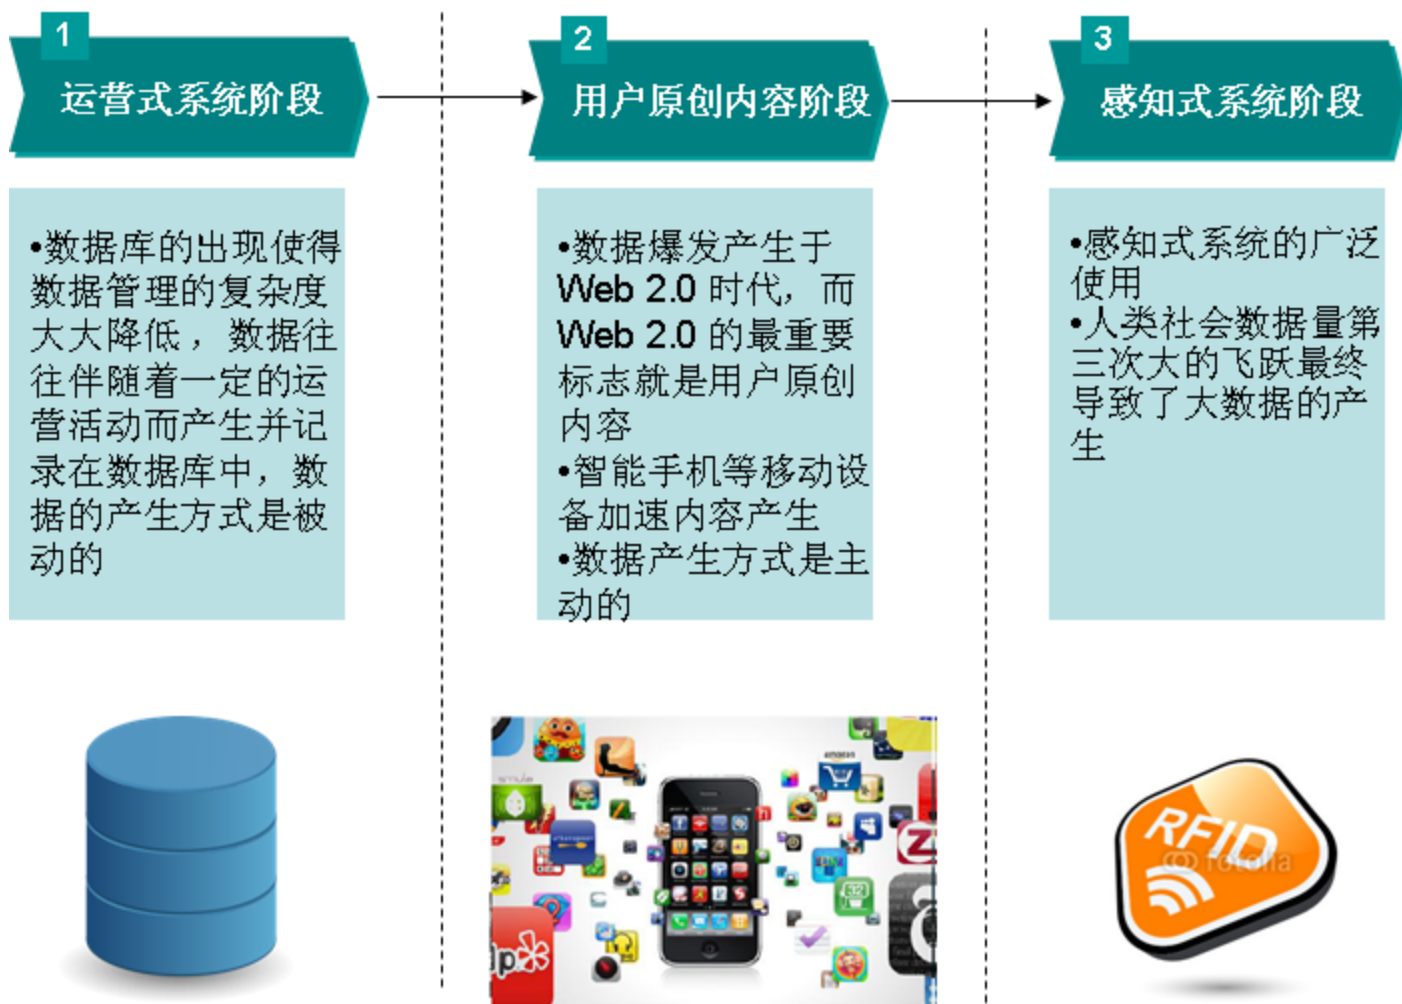 1
运营式系统阶段
•数据库的出现使得
数据管理的复杂度
大大降低，数据往
往伴随着一定的运
营活动而产生并记
录在数据库中，数
据的产生方式是被
动的
2
用户原创内容阶段
•数据爆发产生于
Web 2.0 时代，而
Web 2.0 的最重要
标志就是用户原创
内容
•智能手机等移动设
备加速内容产生
•数据产生方式是主
动的
3
感知式系统阶段
•感知式系统的广泛
使用
•人类社会数据量第
三次大的飞跃最终
导致了大数据的产
生
amazon
32
RFID
fotolia